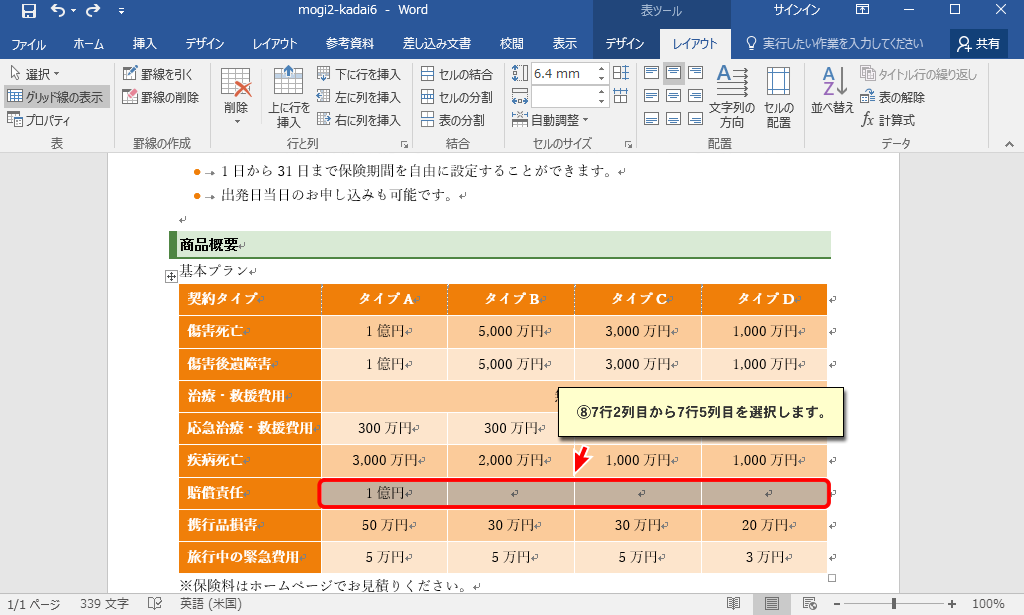 mogi2-kadai6 - Word
表ツール
サインイン
ファイル ホーム 挿入 デザイン レイアウト 参考資料 差し込み文書 校閲 表示 デザイン レイアウト 実行したい作業を入力してください 共有
選択
グリッド線の表示
プロパティ
表
罫線を引く
罫線の削除
罫線の作成
削除
上に行を
挿入
下に行を挿入
左に列を挿入
右に列を挿入
行と列
セルの結合
セルの分割
表の分割
結合
6.4 mm
自動調整
セルのサイズ
文字列の
方向
セルの
配置
配置
並べ替え
タイトル行の繰り返し
表の解除
計算式
データ
1 日から 31 日まで保険期間を自由に設定することができます。
出発日当日のお申し込みも可能です。
商品概要
基本プラン
契約タイプ タイプ A タイプ B タイプ C タイプ D
傷害死亡 1 億円 5,000 万円 3,000 万円 1,000 万円
傷害後遺障害 1 億円 5,000 万円 3,000 万円 1,000 万円
治療・救援費用
⑧7行2列目から7行5列目を選択します。
応急治療・救援費用 300 万円 300 万円
疾病死亡 3,000 万円 2,000 万円 1,000 万円 1,000 万円
賠償責任 1 億円
携行品損害 50 万円 30 万円 30 万円 20 万円
旅行中の緊急費用 5 万円 5 万円 5 万円 3 万円
※保険料はホームページでお見積りください。
1/1 ページ 339 文字 英語 (米国) 100%